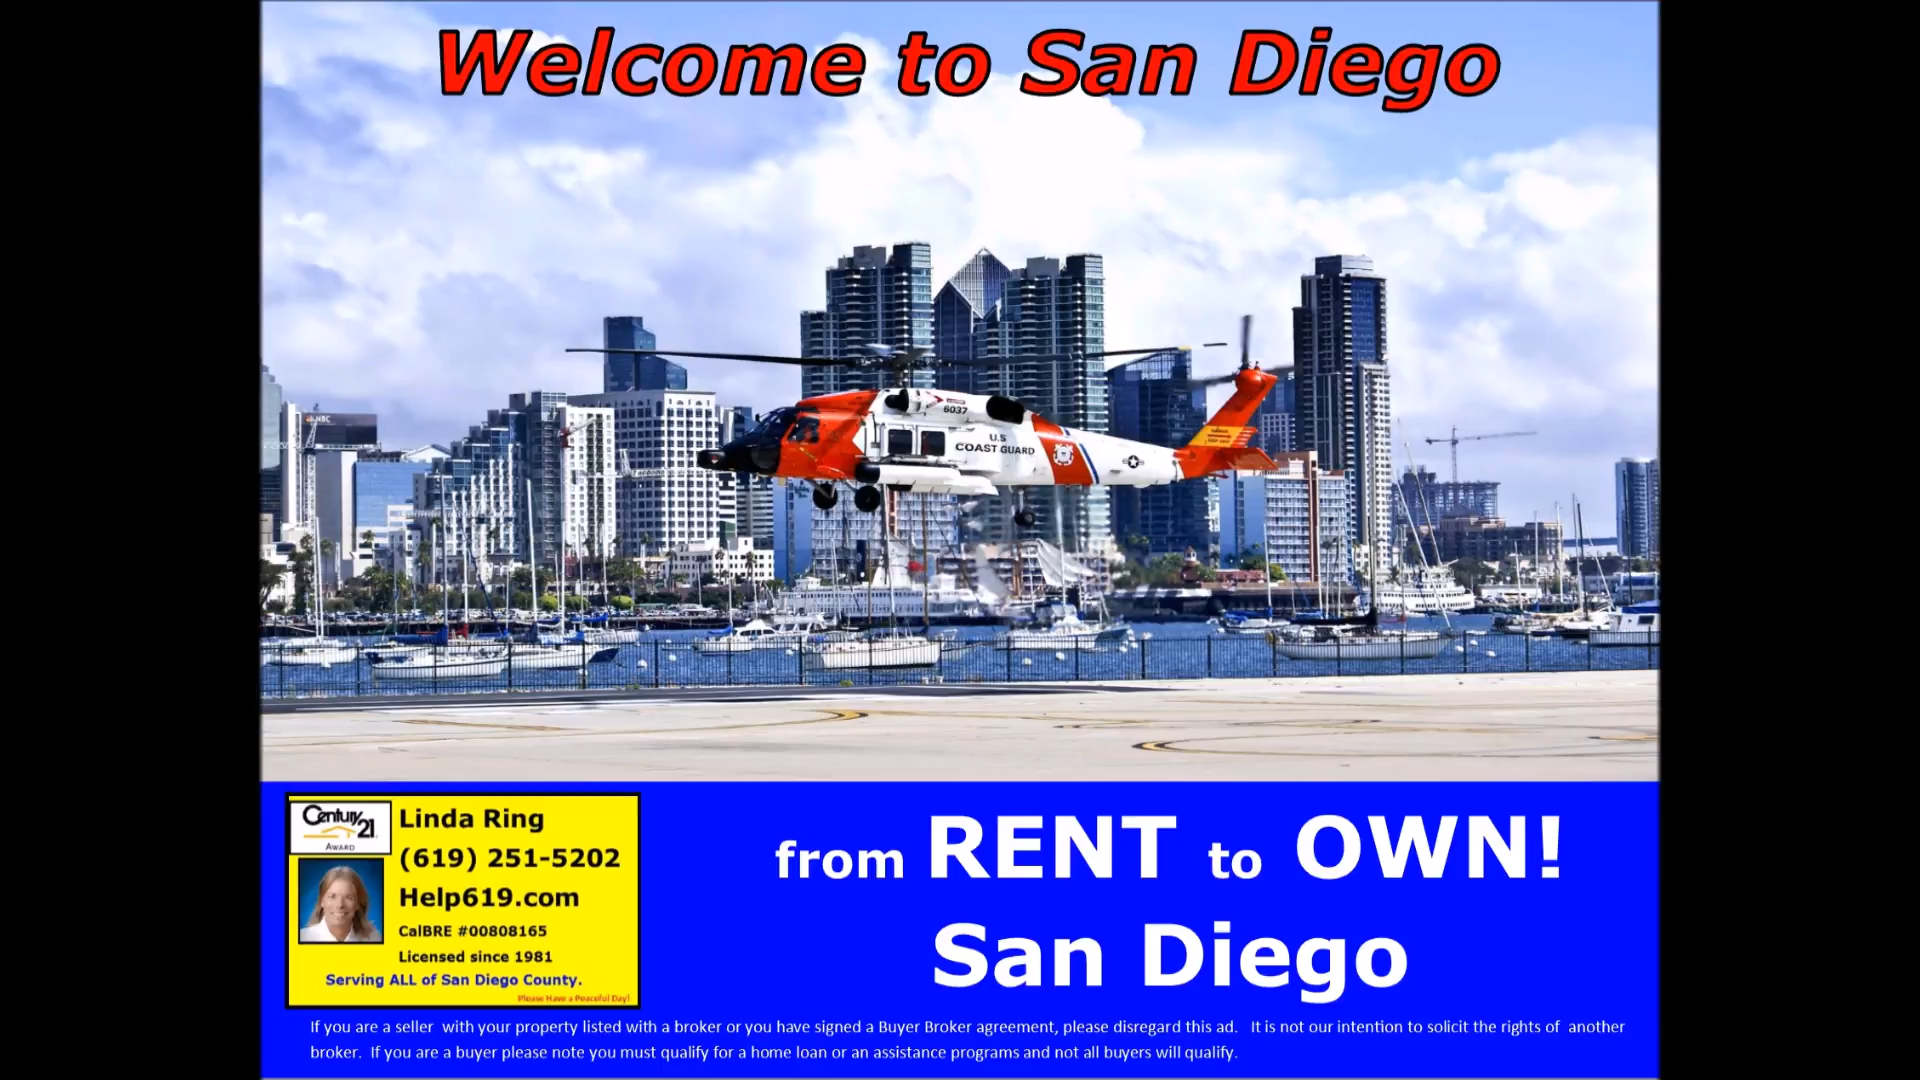 Welcome to San Diego
NBC
6037
U.S
COAST GUARD
Century 21
AWARD
Linda Ring
(619) 251-5202
Help619.com
CalBRE #00808165
Licensed since 1981
Serving ALL of San Diego County.
Please Have a Peaceful Day!
from RENT to OWN!
San Diego
If you are a seller with your property listed with a broker or you have signed a Buyer Broker agreement, please disregard this ad. It is not our intention to solicit the rights of another
broker. If you are a buyer please note you must qualify for a home loan or an assistance programs and not all buyers will qualify.